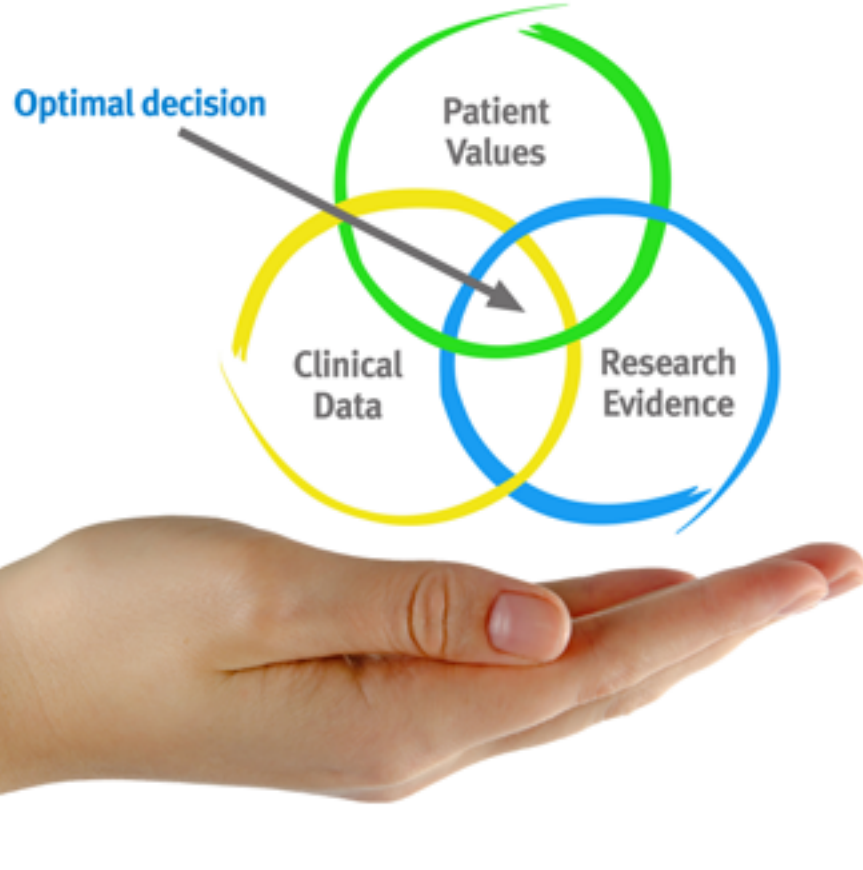 Optimal decision
Patient
Values
Clinical
Data
Research
Evidence